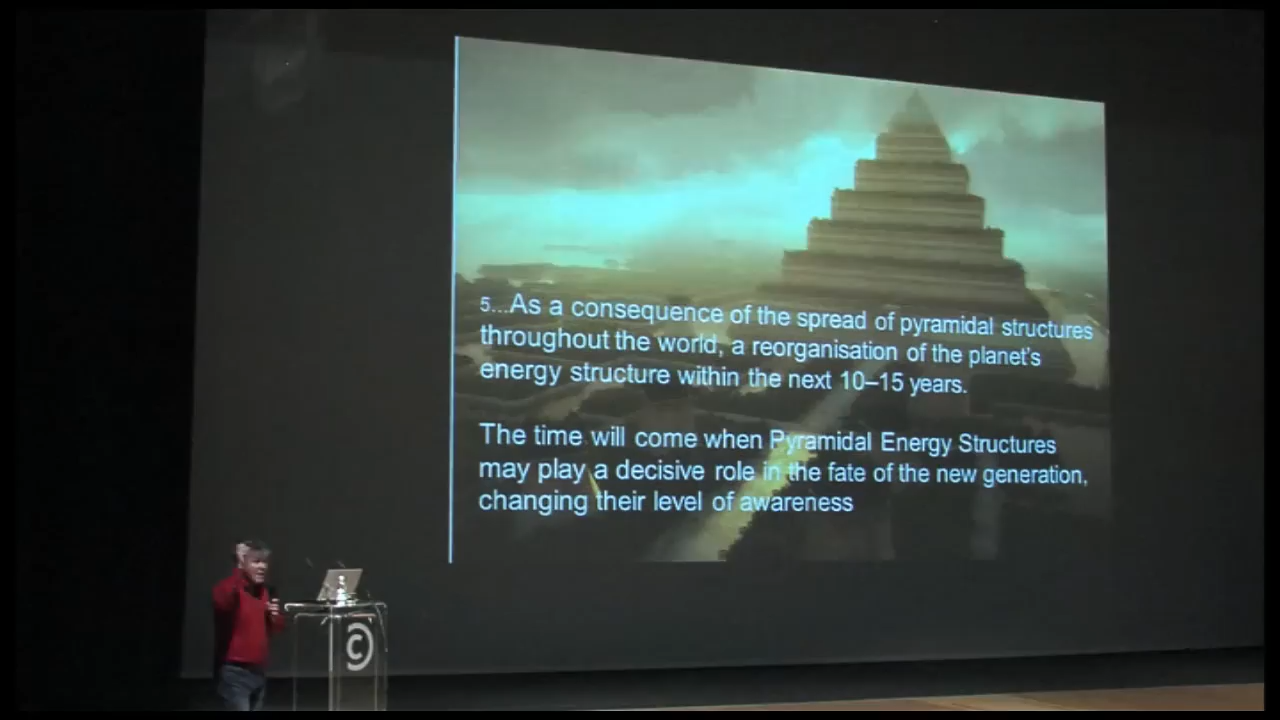 5...As a consequence of the spread of pyramidal structures
throughout the world, a reorganisation of the planet's
energy structure within the next 10–15 years.
The time will come when Pyramidal Energy Structures
may play a decisive role in the fate of the new generation,
changing their level of awareness
©